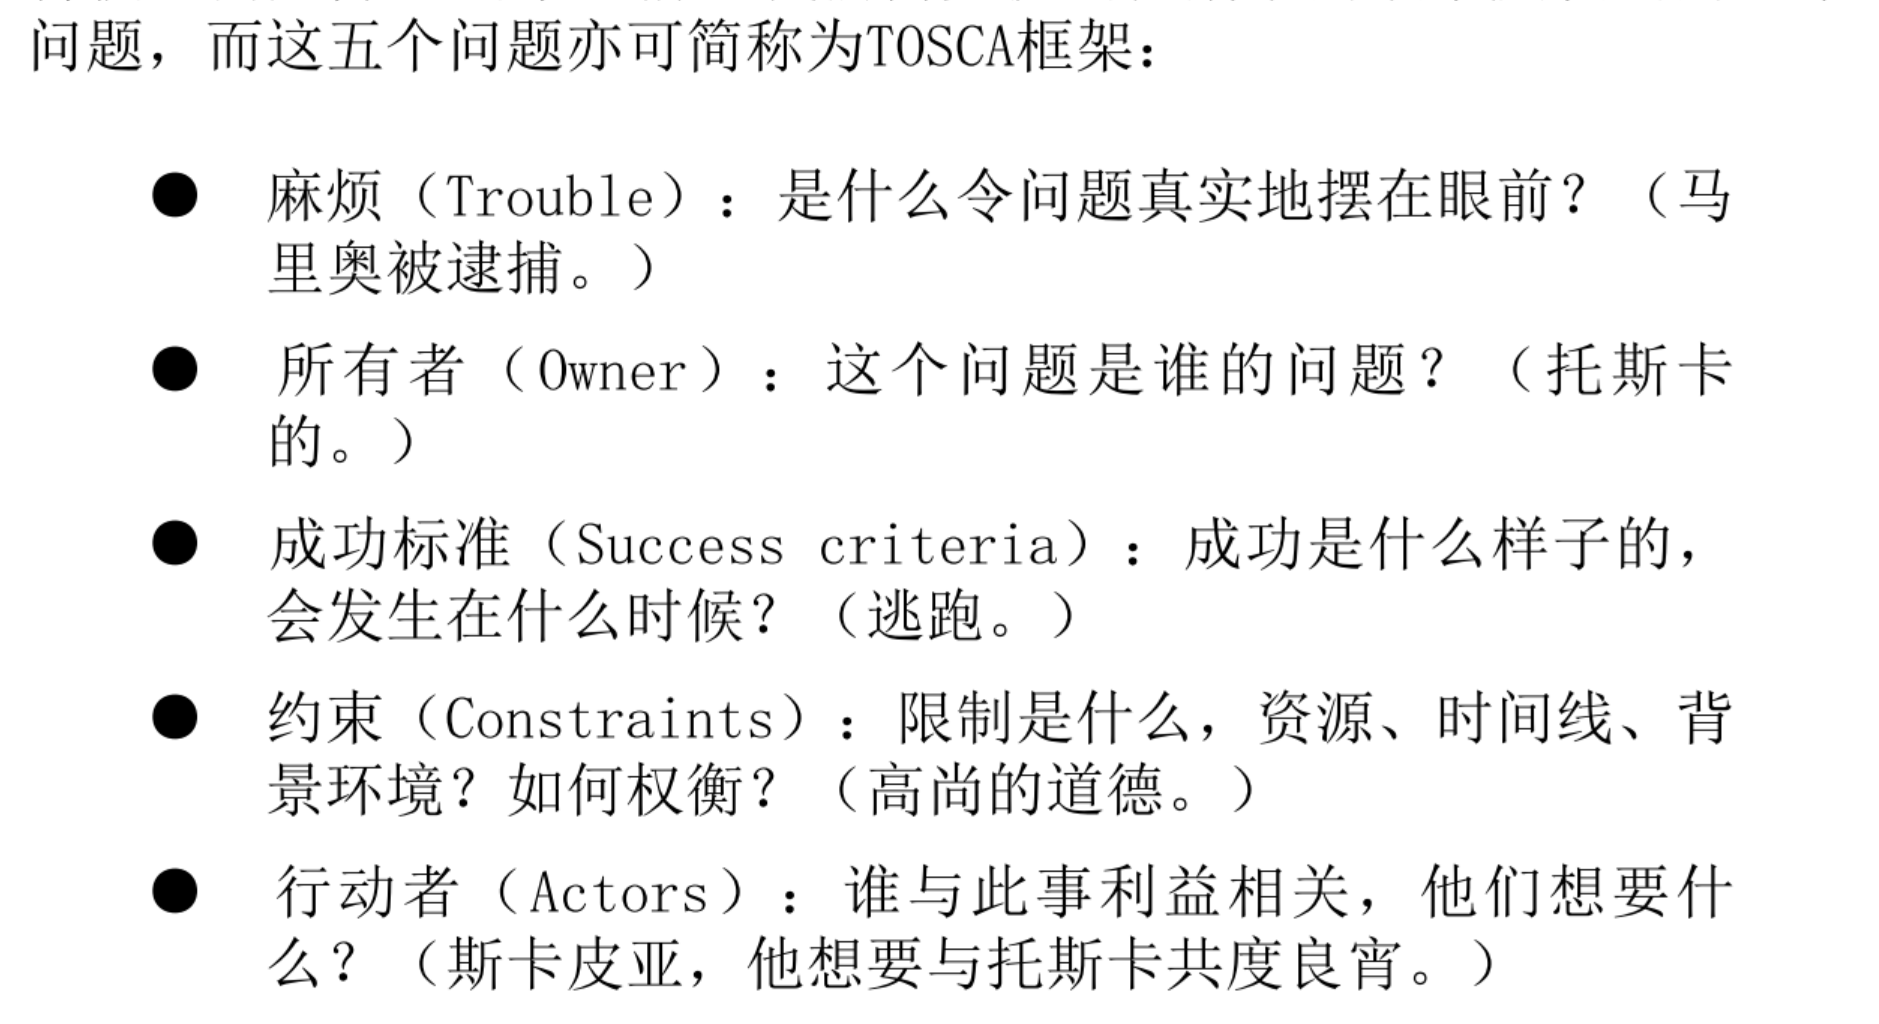 问题，而这五个问题亦可简称为TOSCA框架：
● 麻烦（Trouble）：是什么令问题真实地摆在眼前？（马
里奥被逮捕。）
● 所有者（Owner）：这个问题是谁的问题？（托斯卡
的。）
● 成功标准（Success criteria）：成功是什么样子的，
会发生在什么时候？（逃跑。）
● 约束（Constraints）：限制是什么，资源、时间线、背
景环境？如何权衡？（高尚的道德。）
● 行动者（Actors）：谁与此事利益相关，他们想要什
么？（斯卡皮亚，他想要与托斯卡共度良宵。）